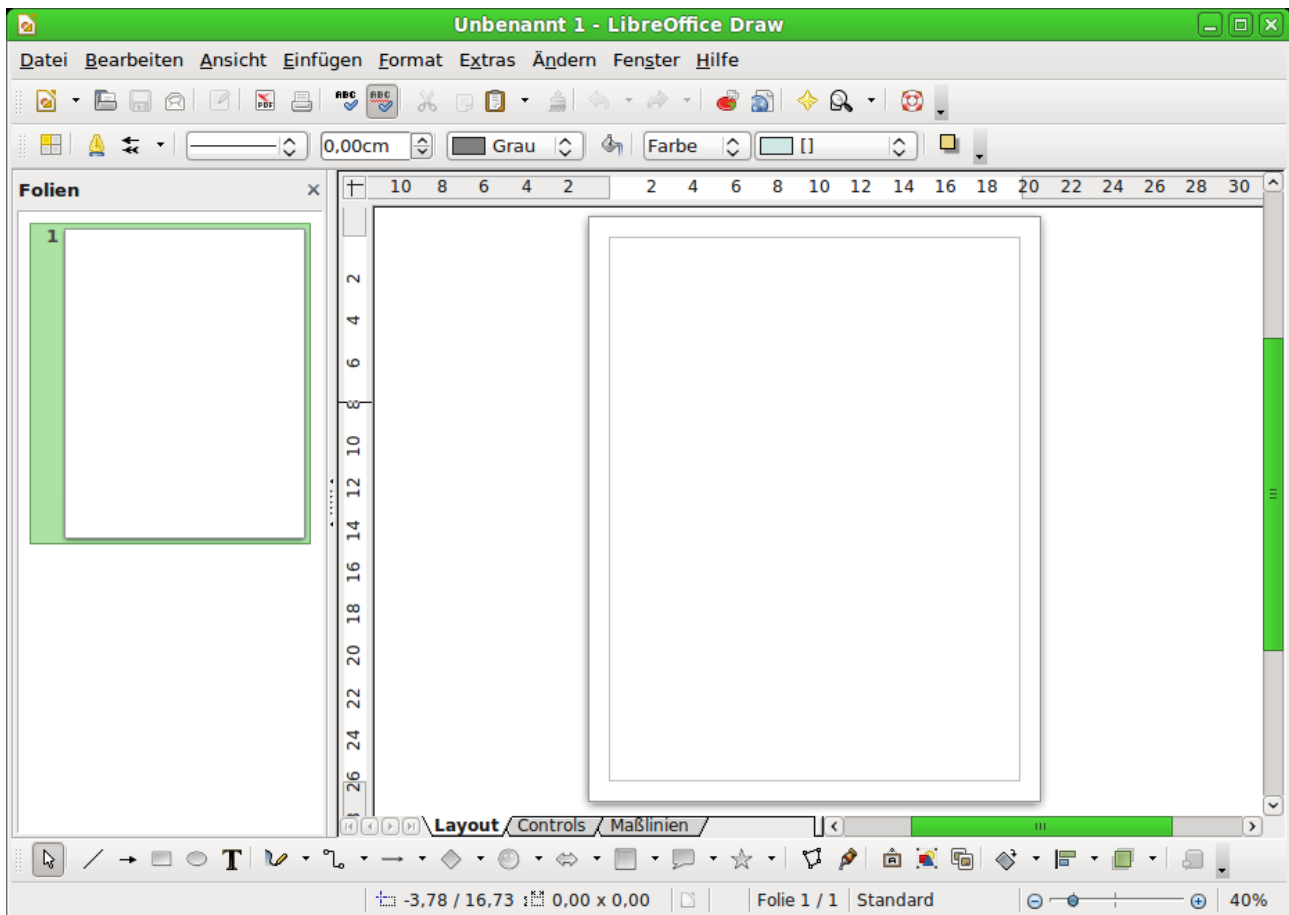 Unbenannt 1 - LibreOffice Draw
Datei Bearbeiten Ansicht Einfügen Format Extras Ändern Fenster Hilfe
PDF ABC ABC
0,00cm Grau Farbe []
Folien
10 8 6 4 2 2 4 6 8 10 12 14 16 18 20 22 24 26 28 30
1
2
4
6
8
10
12
14
16
18
20
22
24
26
Layout Controls Maßlinien
T A
-3,78 / 16,73 0,00 x 0,00 Folie 1 / 1 Standard 40%